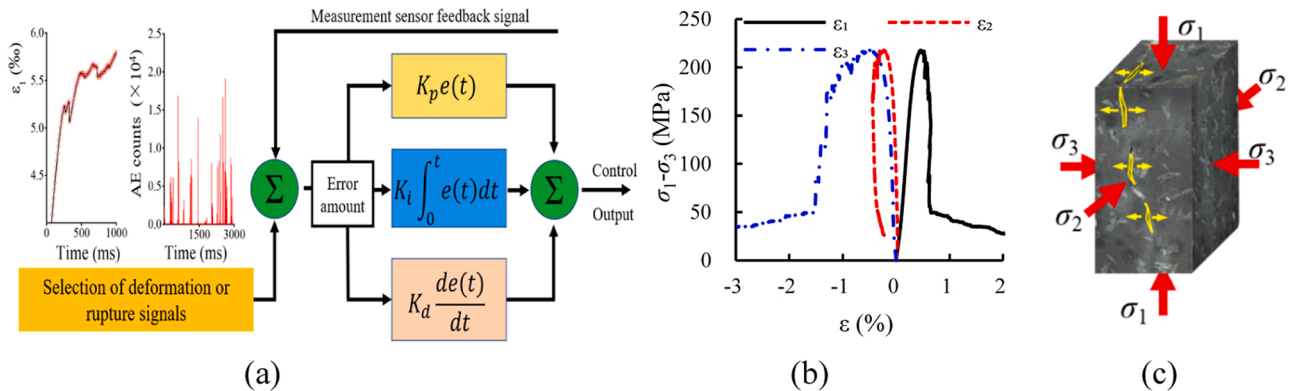 Measurement sensor feedback signal
ε₁ (‰)
6.0
5.5
5.0
4.5
0
500
1000
Time (ms)
AE counts (×10⁴)
2.5
2.0
1.5
1.0
0.5
0.0
1500
3000
Time (ms)
Selection of deformation or
rupture signals
Σ
Error
amount
K_p e(t)
K_i ∫₀ᵗ e(t)dt
K_d de(t)/dt
Σ
Control
Output
(a)
ε₁
ε₂
ε₃
σ₁-σ₃ (MPa)
250
200
150
100
50
0
-3
-2
-1
0
1
2
ε (%)
(b)
σ₁
σ₂
σ₃
σ₃
σ₂
σ₁
(c)